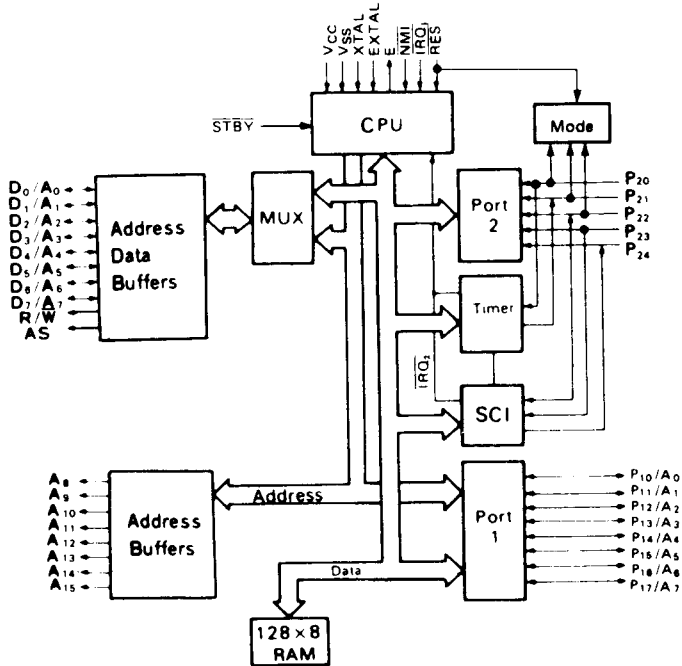 VCC
VSS
XTAL
EXTAL
E
NMI
IRQ₁
RES
STBY
CPU
Mode
D₀/A₀
D₁/A₁
D₂/A₂
D₃/A₃
D₄/A₄
D₅/A₅
D₆/A₆
D₇/A₇
R/W
AS
Address
Data
Buffers
MUX
Port
2
P₂₀
P₂₁
P₂₂
P₂₃
P₂₄
Timer
IRQ₂
SCI
A₈
A₉
A₁₀
A₁₁
A₁₂
A₁₃
A₁₄
A₁₅
Address
Buffers
Address
Port
1
P₁₀/A₀
P₁₁/A₁
P₁₂/A₂
P₁₃/A₃
P₁₄/A₄
P₁₅/A₅
P₁₆/A₆
P₁₇/A₇
Data
128×8
RAM